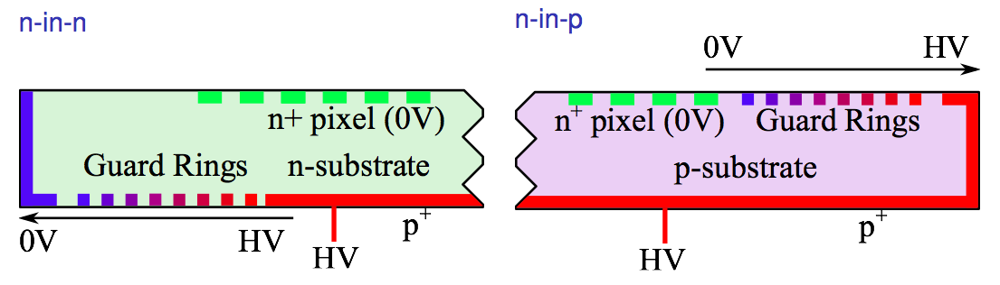 n-in-n
n+ pixel (0V)
Guard Rings n-substrate
0V HV
p+
HV
n-in-p
0V HV
n+ pixel (0V) Guard Rings
p-substrate
p+
HV